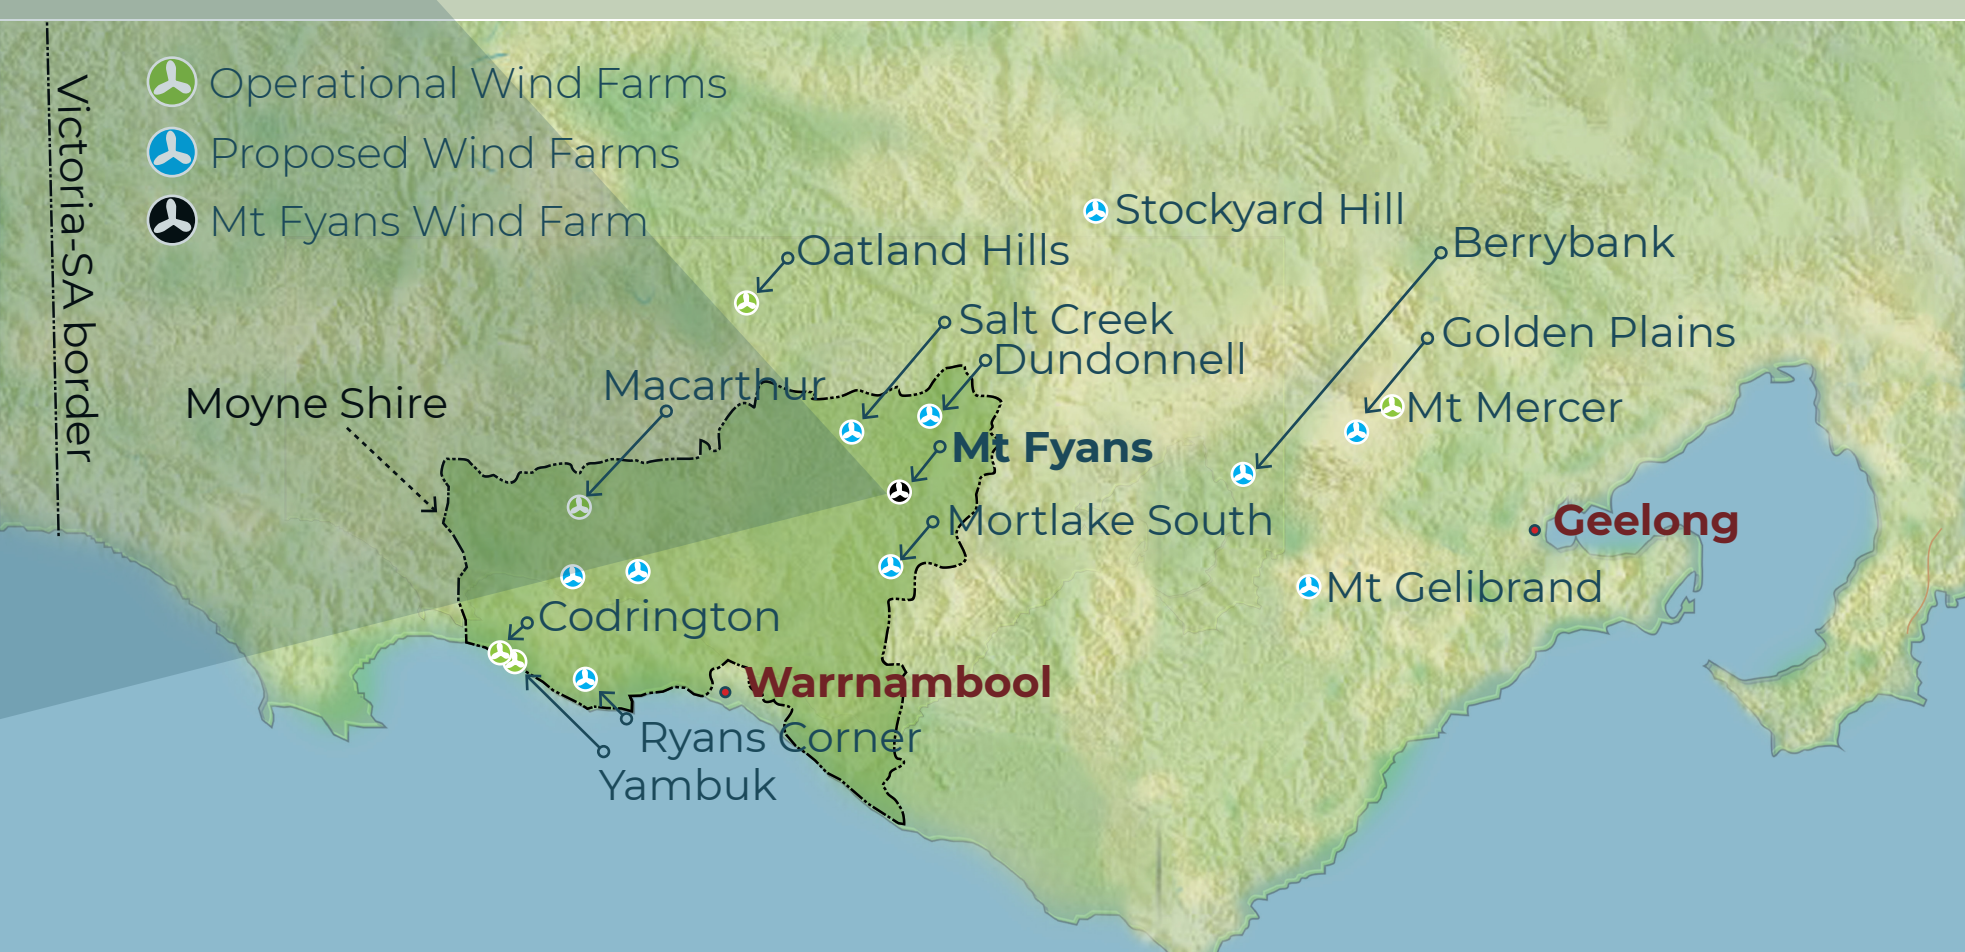 Victoria-SA border
Operational Wind Farms
Proposed Wind Farms
Mt Fyans Wind Farm
Stockyard Hill
Oatland Hills
Berrybank
Salt Creek
Golden Plains
Dundonnell
Macarthur
Moyne Shire
Mt Mercer
Mt Fyans
Mortlake South
Geelong
Mt Gelibrand
Codrington
Warrnambool
Ryans Corner
Yambuk